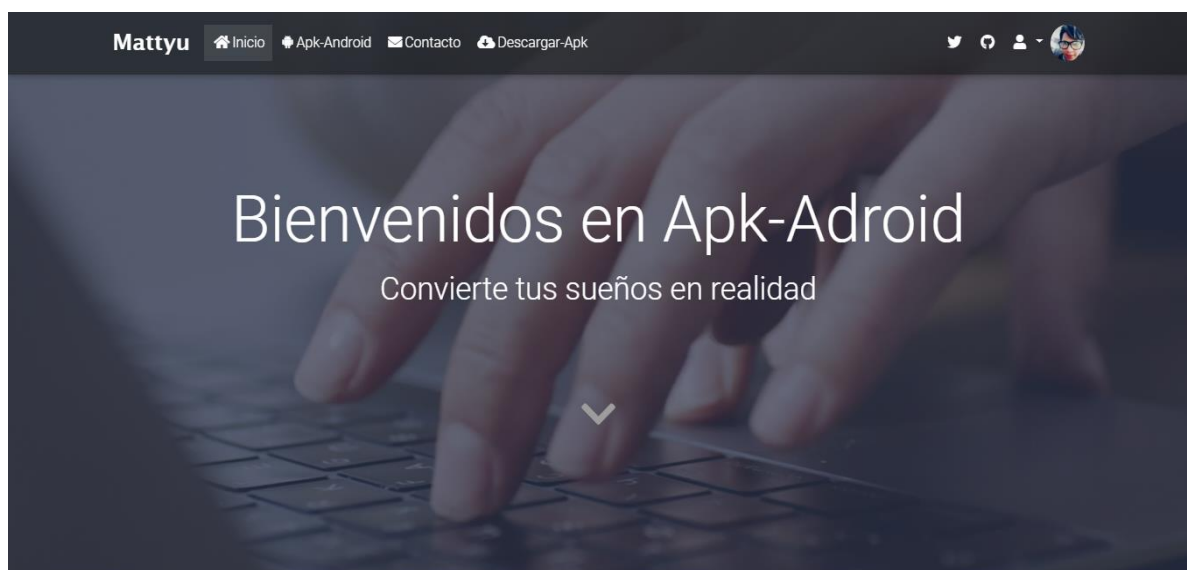 Mattyu Inicio Apk-Android Contacto Descargar-Apk
Bienvenidos en Apk-Adroid
Convierte tus sueños en realidad